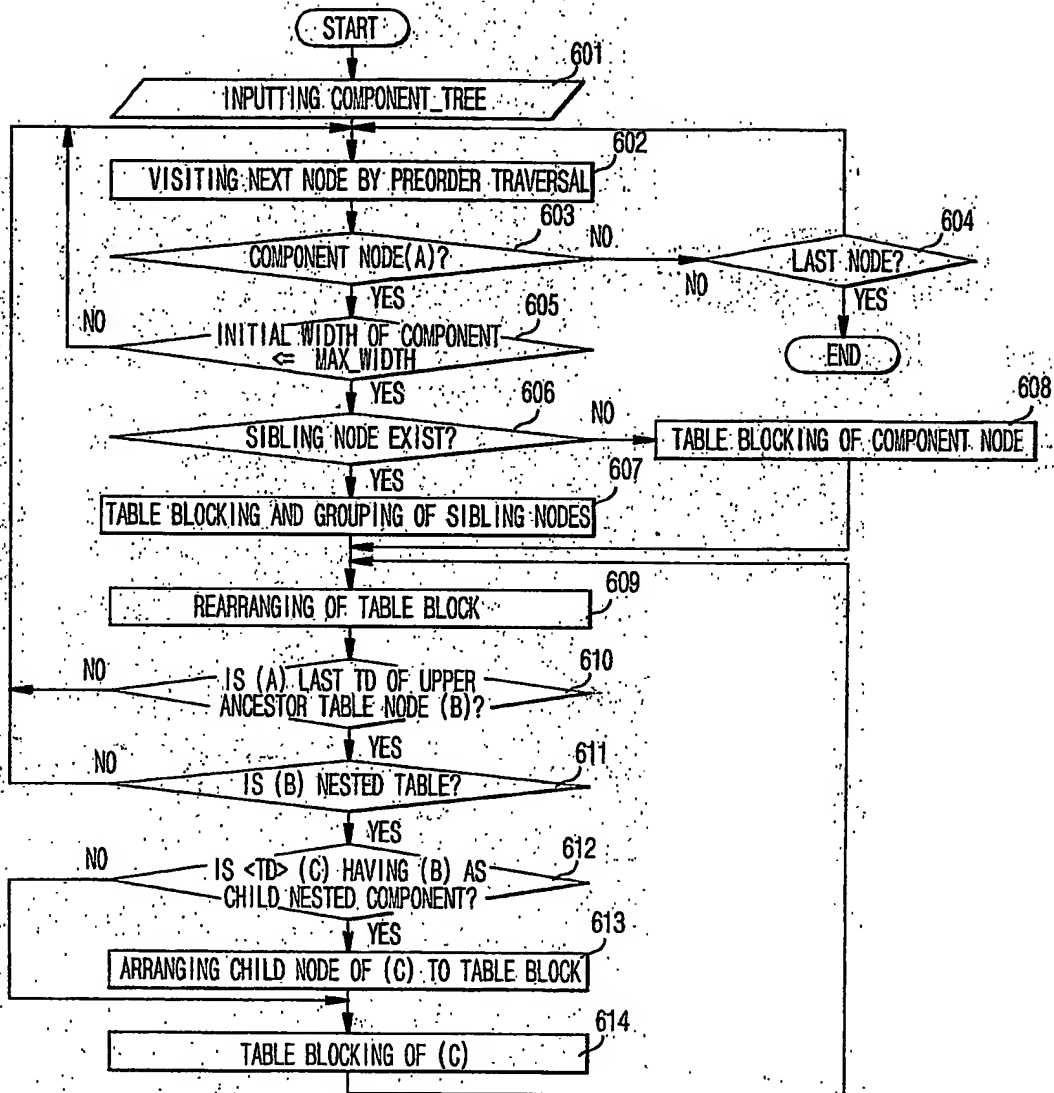 START
601
INPUTTING COMPONENT_TREE
602
VISITING NEXT NODE BY PREORDER TRAVERSAL
603
COMPONENT NODE(A)?
NO
NO
604
LAST NODE?
YES
YES
END
605
INITIAL WIDTH OF COMPONENT
<= MAX_WIDTH
NO
YES
606
SIBLING NODE EXIST?
NO
608
TABLE BLOCKING OF COMPONENT NODE
YES
607
TABLE BLOCKING AND GROUPING OF SIBLING NODES
609
REARRANGING OF TABLE BLOCK
610
NO
IS (A) LAST TD OF UPPER
ANCESTOR TABLE NODE (B)?
YES
611
NO
IS (B) NESTED TABLE?
YES
612
NO
IS <TD> (C) HAVING (B) AS
CHILD NESTED COMPONENT?
YES
613
ARRANGING CHILD NODE OF (C) TO TABLE BLOCK
614
TABLE BLOCKING OF (C)